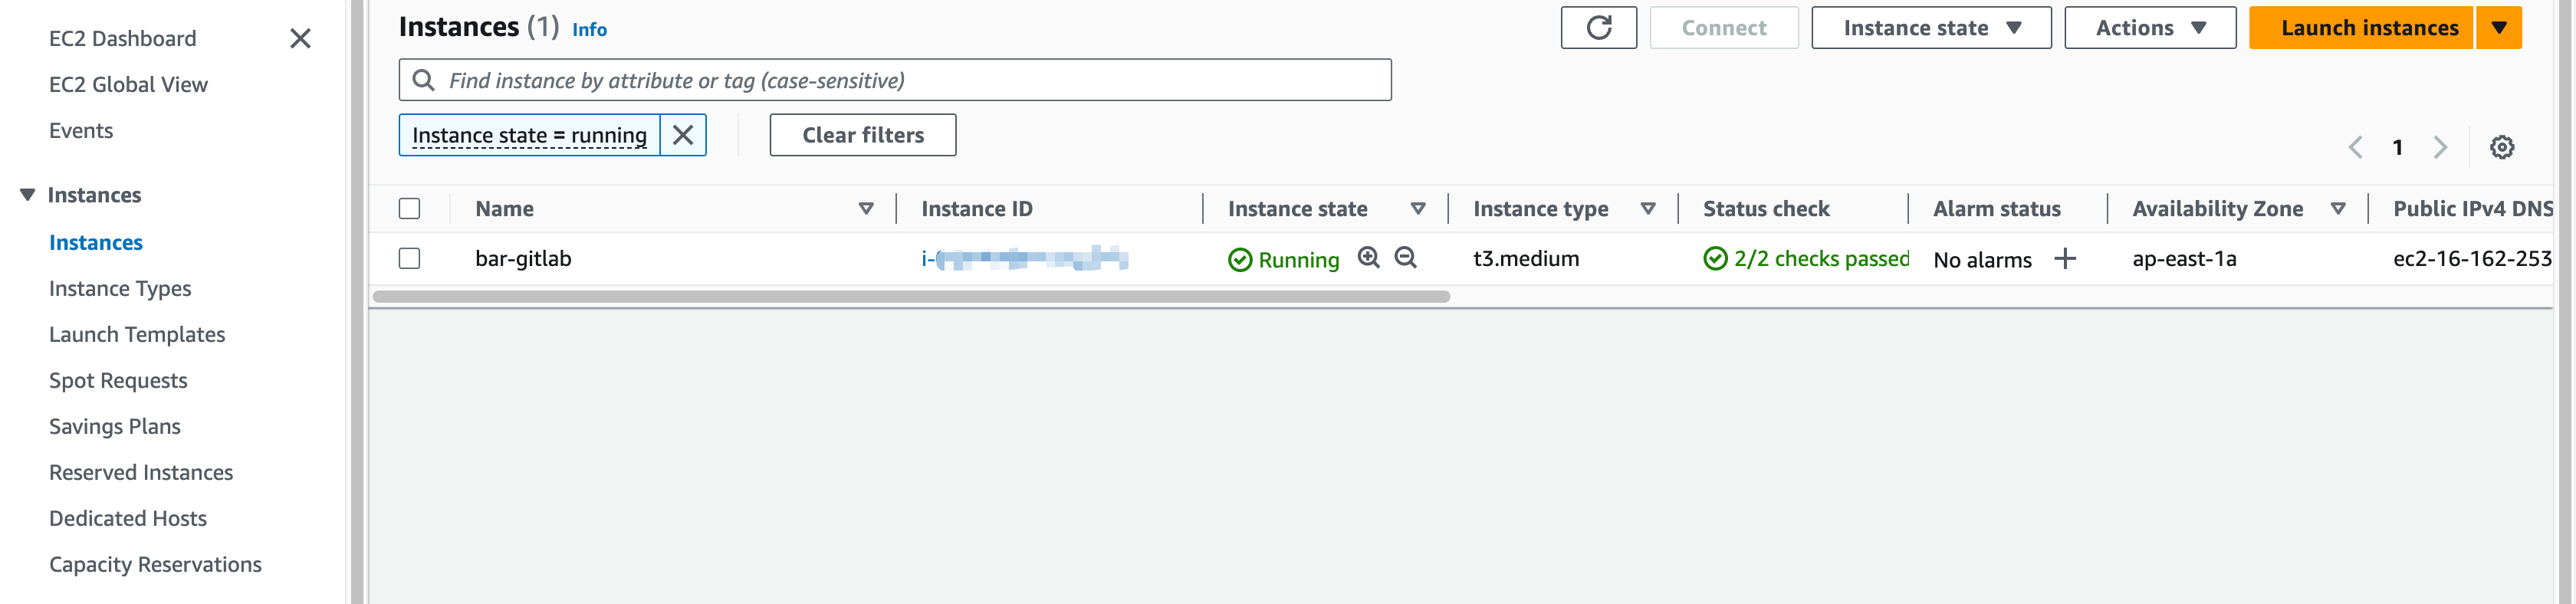 EC2 Dashboard
EC2 Global View
Events
Instances
Instances
Instance Types
Launch Templates
Spot Requests
Savings Plans
Reserved Instances
Dedicated Hosts
Capacity Reservations
Instances (1) Info
Connect
Instance state
Actions
Launch instances
Find instance by attribute or tag (case-sensitive)
Instance state = running
Clear filters
1
Name Instance ID Instance state Instance type Status check Alarm status Availability Zone Public IPv4 DNS
bar-gitlab i- Running t3.medium 2/2 checks passed No alarms ap-east-1a ec2-16-162-253